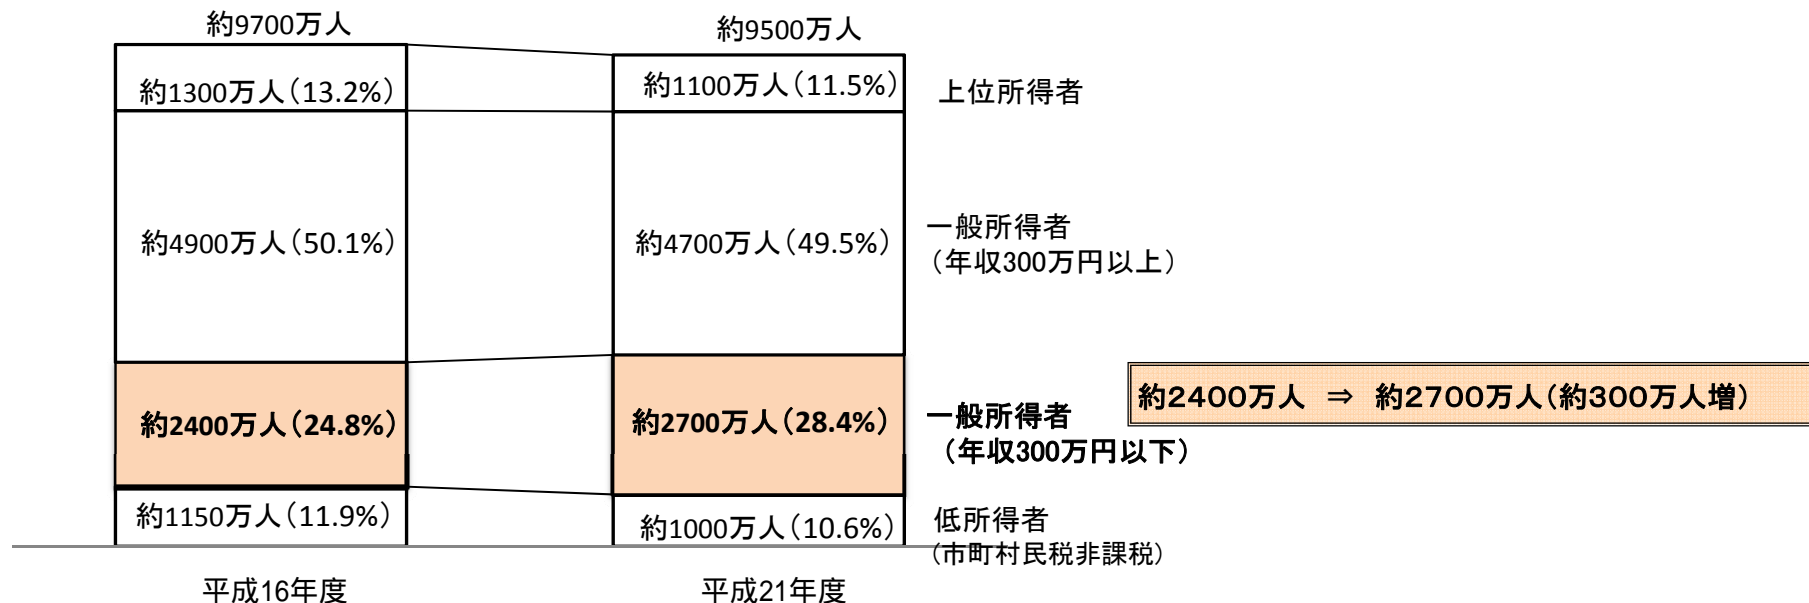 約9700万人
約9500万人
約1300万人(13.2%)
約1100万人(11.5%)
上位所得者
約4900万人(50.1%)
約4700万人(49.5%)
一般所得者
(年収300万円以上)
約2400万人(24.8%)
約2700万人(28.4%)
一般所得者
(年収300万円以下)
約2400万人 ⇒ 約2700万人(約300万人増)
約1150万人(11.9%)
約1000万人(10.6%)
低所得者
(市町村民税非課税)
平成16年度
平成21年度